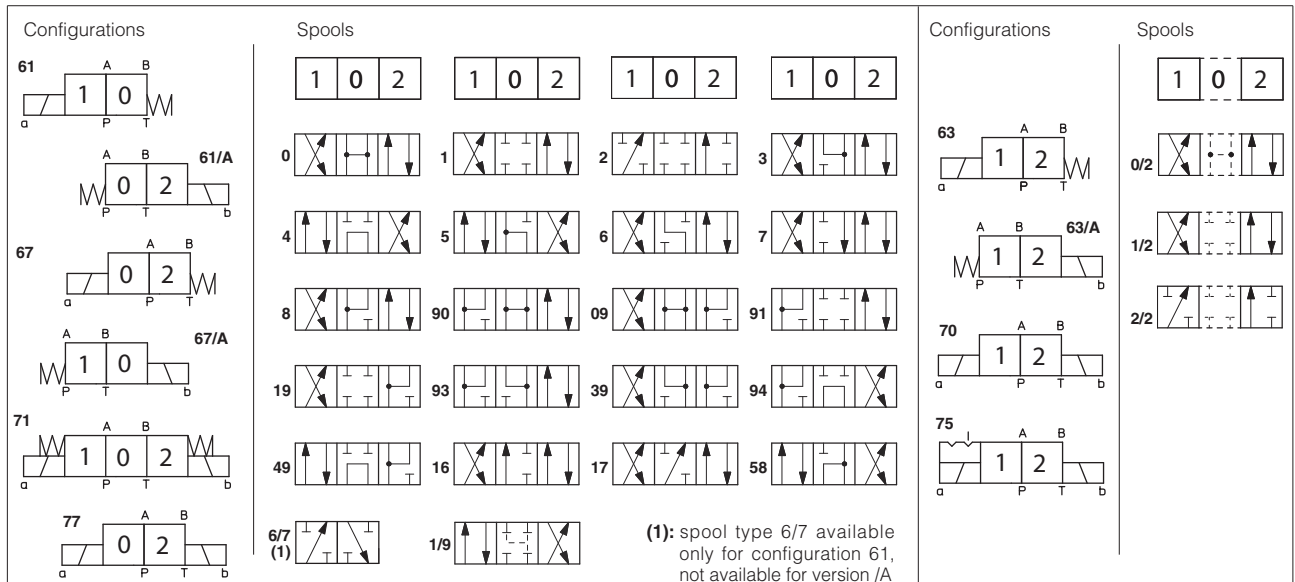 Configurations
Spools
Configurations
Spools
61
A B
1 0
a P T
61/A
A B
0 2
P T b
67
A B
0 2
a P T
67/A
A B
1 0
P T b
71
A B
1 0 2
a P T b
77
A B
0 2
a P T b
1 0 2
1 0 2
1 0 2
1 0 2
0
1
2
3
4
5
6
7
8
90
09
91
19
93
39
94
49
16
17
58
6/7
(1)
1/9
(1): spool type 6/7 available
only for configuration 61,
not available for version /A
63
A B
1 2
a P T
63/A
A B
1 2
P T b
70
A B
1 2
a P T b
75
A B
1 2
a P T b
1 0 2
0/2
1/2
2/2